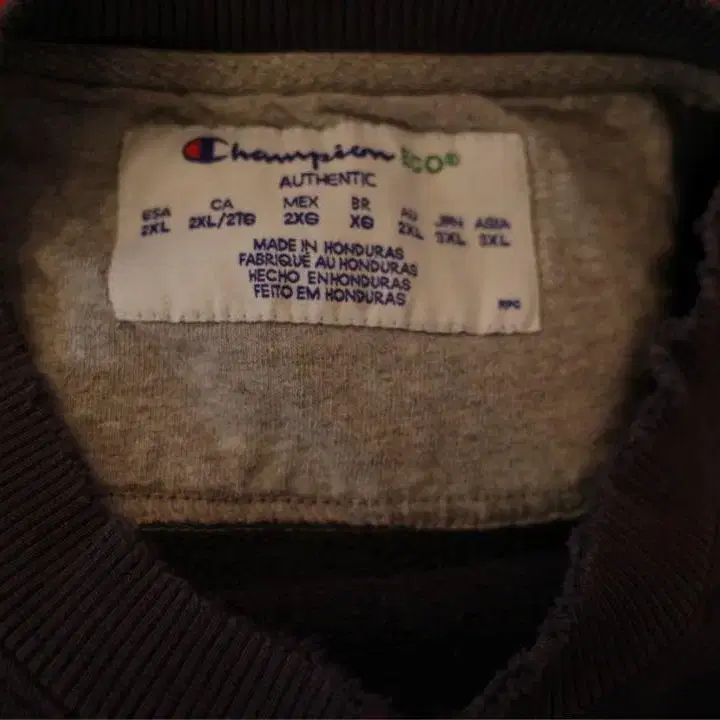 Champion ECO®
AUTHENTIC
USA CA MEX BR AU JPN ASIA
2XL 2XL/2TG 2XG XG 2XL 3XL 3XL
MADE IN HONDURAS
FABRIQUÉ AU HONDURAS
HECHO EN HONDURAS
FEITO EM HONDURAS